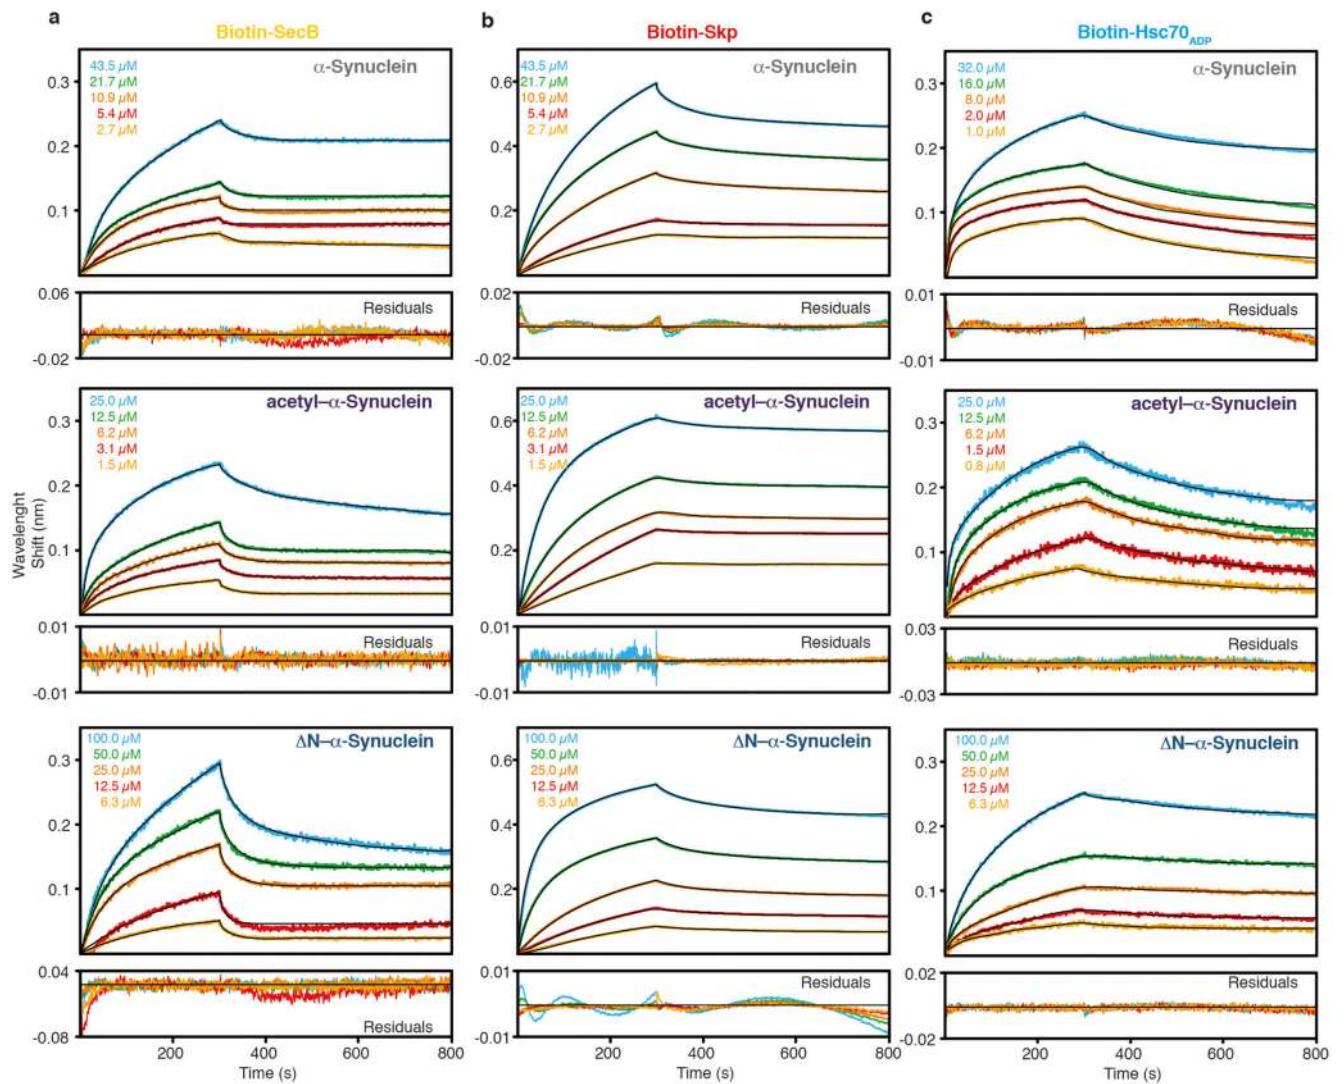 a
Biotin-SecB
0.3
0.2
0.1
43.5 µM
21.7 µM
10.9 µM
5.4 µM
2.7 µM
α-Synuclein
0.06
-0.02
Residuals
b
Biotin-Skp
0.6
0.4
0.2
43.5 µM
21.7 µM
10.9 µM
5.4 µM
2.7 µM
α-Synuclein
0.02
-0.02
Residuals
c
Biotin-Hsc70ADP
0.3
0.2
0.1
32.0 µM
16.0 µM
8.0 µM
2.0 µM
1.0 µM
α-Synuclein
0.01
-0.01
Residuals
Wavelenght
Shift (nm)
0.3
0.2
0.1
25.0 µM
12.5 µM
6.2 µM
3.1 µM
1.5 µM
acetyl–α-Synuclein
0.01
-0.01
Residuals
0.6
0.4
0.2
25.0 µM
12.5 µM
6.2 µM
3.1 µM
1.5 µM
acetyl–α-Synuclein
0.01
-0.01
Residuals
0.3
0.2
0.1
25.0 µM
12.5 µM
6.2 µM
1.5 µM
0.8 µM
acetyl–α-Synuclein
0.03
-0.03
Residuals
0.3
0.2
0.1
100.0 µM
50.0 µM
25.0 µM
12.5 µM
6.3 µM
ΔN–α-Synuclein
0.04
-0.08
Residuals
200 400 600 800
Time (s)
0.6
0.4
0.2
100.0 µM
50.0 µM
25.0 µM
12.5 µM
6.3 µM
ΔN–α-Synuclein
0.01
-0.01
Residuals
200 400 600 800
Time (s)
0.3
0.2
0.1
100.0 µM
50.0 µM
25.0 µM
12.5 µM
6.3 µM
ΔN–α-Synuclein
0.02
-0.02
Residuals
200 400 600 800
Time (s)